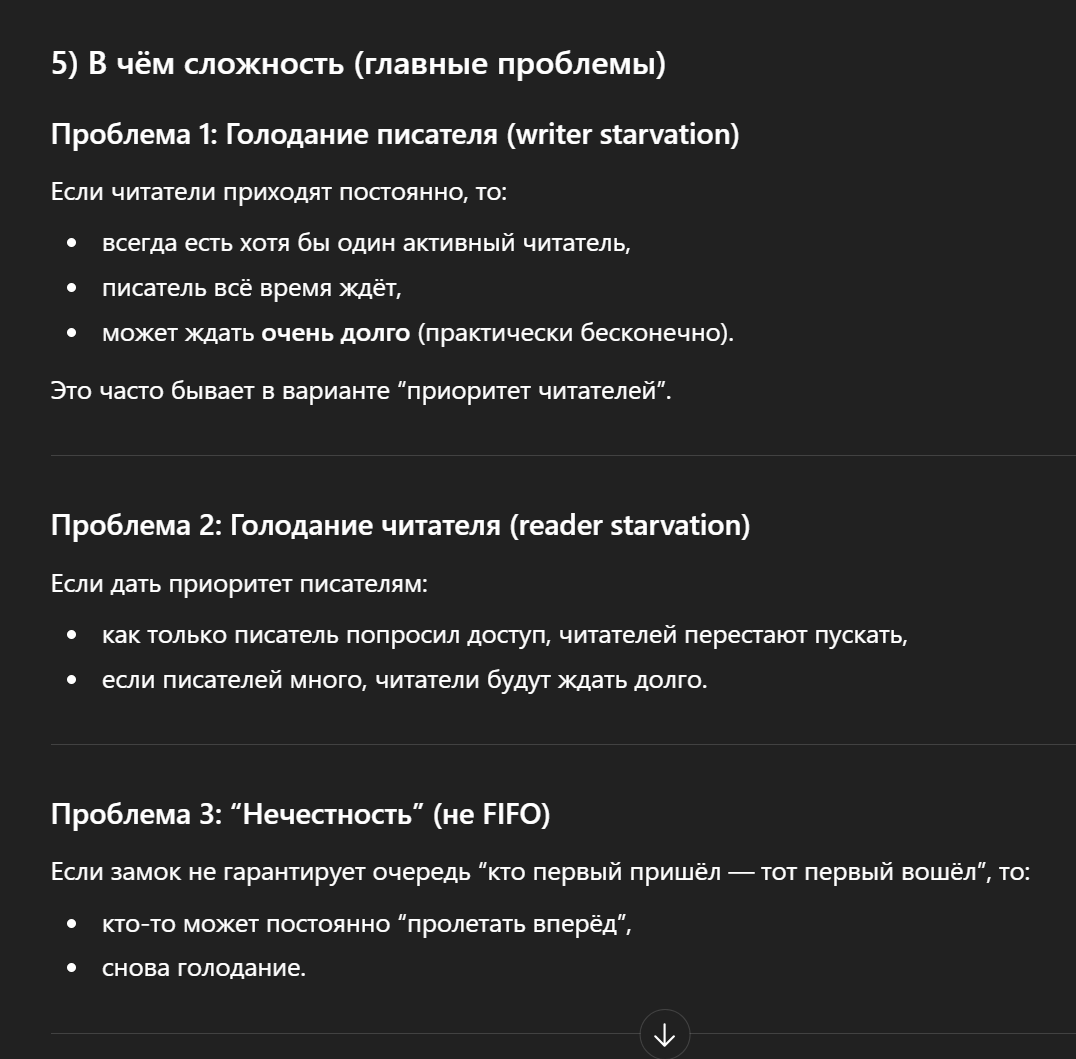 5) В чём сложность (главные проблемы)
Проблема 1: Голодание писателя (writer starvation)
Если читатели приходят постоянно, то:
• всегда есть хотя бы один активный читатель,
• писатель всё время ждёт,
• может ждать очень долго (практически бесконечно).
Это часто бывает в варианте “приоритет читателей”.
Проблема 2: Голодание читателя (reader starvation)
Если дать приоритет писателям:
• как только писатель попросил доступ, читателей перестают пускать,
• если писателей много, читатели будут ждать долго.
Проблема 3: “Нечестность” (не FIFO)
Если замок не гарантирует очередь “кто первый пришёл — тот первый вошёл”, то:
• кто-то может постоянно “пролетать вперёд”,
• снова голодание.